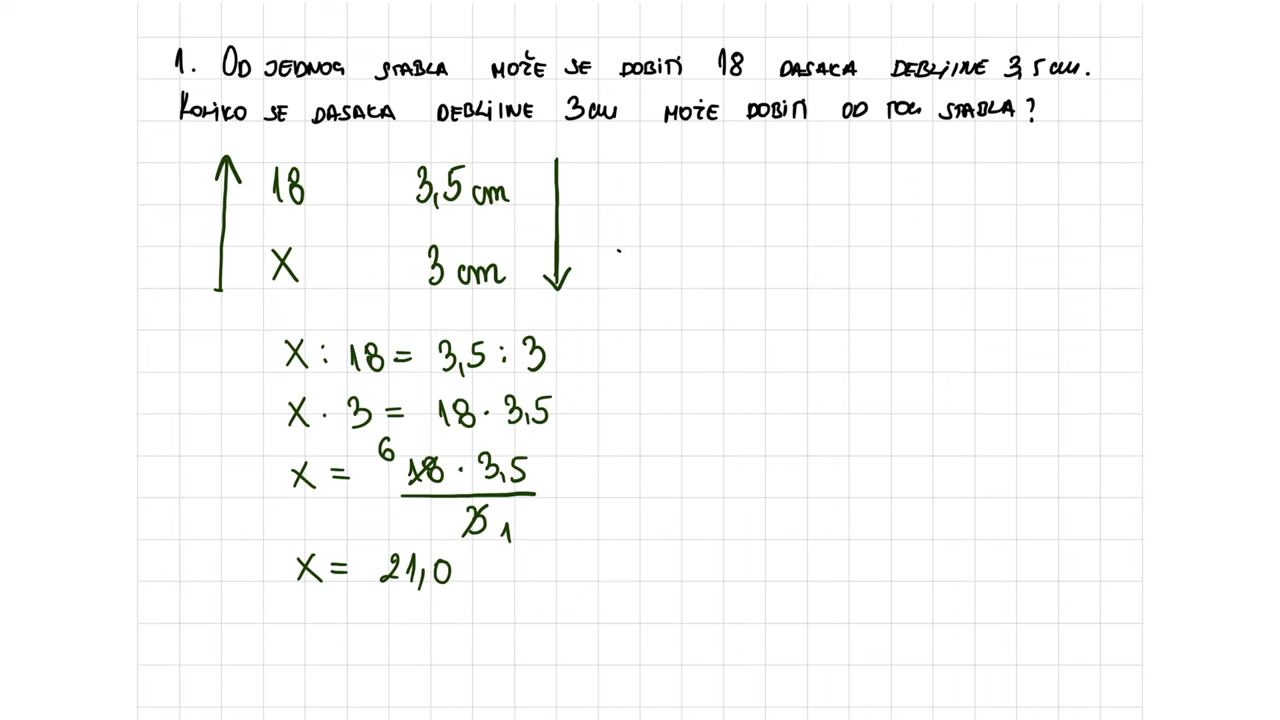 1. OD JEDNOG STABLA MOŽE SE DOBITI 18 DASAKA DEBLJINE 3,5 cm.
KOLIKO SE DASAKA DEBLJINE 3 cm MOŽE DOBITI OD TOG STABLA?
18 3,5 cm
X 3 cm
X : 18 = 3,5 : 3
X · 3 = 18 · 3,5
6
X = 18 · 3,5
3 1
X = 21,0